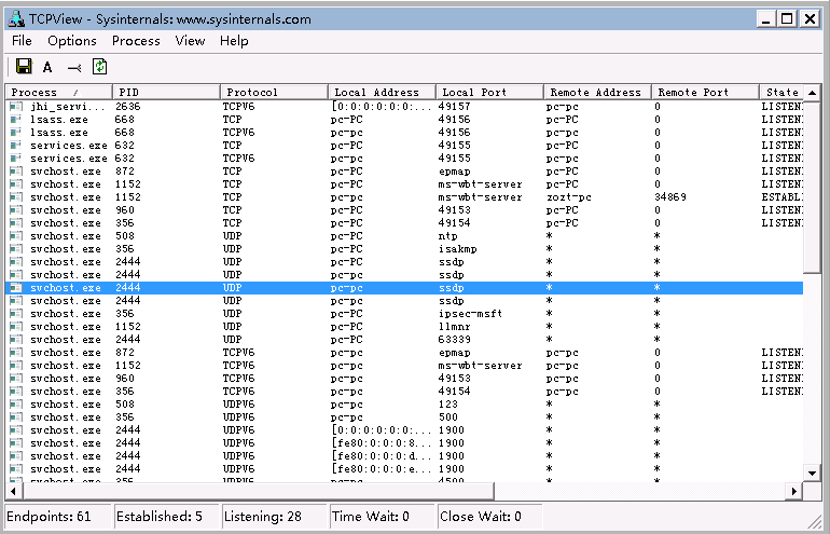 TCPView - Sysinternals: www.sysinternals.com
File Options Process View Help
A
Process / PID Protocol Local Address Local Port Remote Address Remote Port State
jhi_servi... 2636 TCPV6 [0:0:0:0:0:... 49157 pc-pc 0 LISTEN
lsass.exe 668 TCP pc-PC 49156 pc-PC 0 LISTEN
lsass.exe 668 TCPV6 pc-pc 49156 pc-pc 0 LISTEN
services.exe 632 TCP pc-PC 49155 pc-PC 0 LISTEN
services.exe 632 TCPV6 pc-pc 49155 pc-pc 0 LISTEN
svchost.exe 872 TCP pc-PC epmap pc-PC 0 LISTEN
svchost.exe 1152 TCP pc-PC ms-wbt-server pc-PC 0 LISTEN
svchost.exe 1152 TCP pc-PC ms-wbt-server zozt-pc 34869 ESTABL
svchost.exe 960 TCP pc-PC 49153 pc-PC 0 LISTEN
svchost.exe 356 TCP pc-PC 49154 pc-PC 0 LISTEN
svchost.exe 508 UDP pc-PC ntp * *
svchost.exe 356 UDP pc-PC isakmp * *
svchost.exe 2444 UDP pc-PC ssdp * *
svchost.exe 2444 UDP pc-PC ssdp * *
svchost.exe 2444 UDP pc-pc ssdp * *
svchost.exe 2444 UDP pc-pc ssdp * *
svchost.exe 356 UDP pc-PC ipsec-msft * *
svchost.exe 1152 UDP pc-PC llmnr * *
svchost.exe 2444 UDP pc-PC 63339 * *
svchost.exe 872 TCPV6 pc-pc epmap pc-pc 0 LISTEN
svchost.exe 1152 TCPV6 pc-pc ms-wbt-server pc-pc 0 LISTEN
svchost.exe 960 TCPV6 pc-pc 49153 pc-pc 0 LISTEN
svchost.exe 356 TCPV6 pc-pc 49154 pc-pc 0 LISTEN
svchost.exe 508 UDPV6 pc-pc 123 * *
svchost.exe 356 UDPV6 pc-pc 500 * *
svchost.exe 2444 UDPV6 [0:0:0:0:0:... 1900 * *
svchost.exe 2444 UDPV6 [fe80:0:0:0:8... 1900 * *
svchost.exe 2444 UDPV6 [fe80:0:0:0:d... 1900 * *
svchost.exe 2444 UDPV6 [fe80:0:0:0:e... 1900 * *
svchost.exe 356 UDPV6 pc-pc 4500 * *
Endpoints: 61 Established: 5 Listening: 28 Time Wait: 0 Close Wait: 0